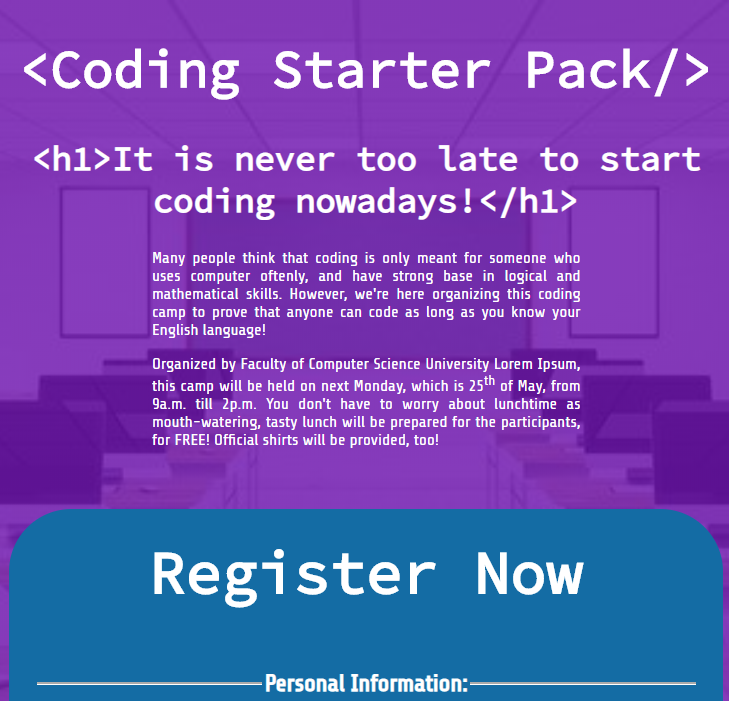 <Coding Starter Pack/>
<h1>It is never too late to start
coding nowadays!</h1>
Many people think that coding is only meant for someone who
uses computer oftenly, and have strong base in logical and
mathematical skills. However, we're here organizing this coding
camp to prove that anyone can code as long as you know your
English language!
Organized by Faculty of Computer Science University Lorem Ipsum,
this camp will be held on next Monday, which is 25th of May, from
9a.m. till 2p.m. You don't have to worry about lunchtime as
mouth-watering, tasty lunch will be prepared for the participants,
for FREE! Official shirts will be provided, too!
Register Now
Personal Information: